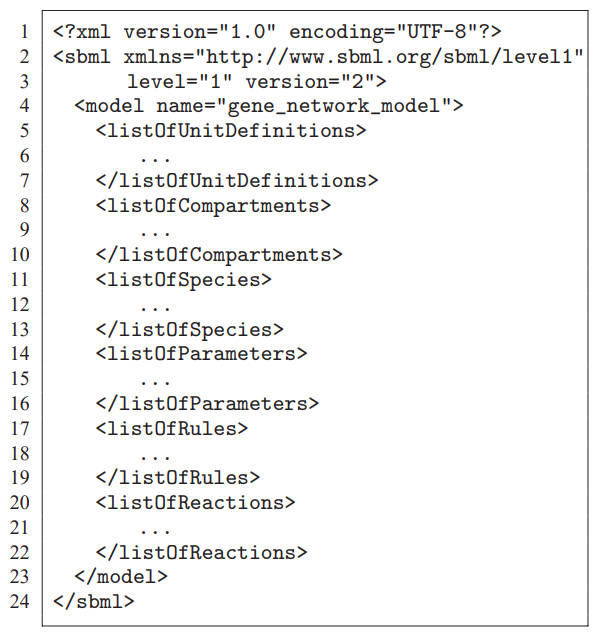 1 <?xml version="1.0" encoding="UTF-8"?>
2 <sbml xmlns="http://www.sbml.org/sbml/level1"
3 level="1" version="2">
4 <model name="gene_network_model">
5 <listOfUnitDefinitions>
6 ...
7 </listOfUnitDefinitions>
8 <listOfCompartments>
9 ...
10 </listOfCompartments>
11 <listOfSpecies>
12 ...
13 </listOfSpecies>
14 <listOfParameters>
15 ...
16 </listOfParameters>
17 <listOfRules>
18 ...
19 </listOfRules>
20 <listOfReactions>
21 ...
22 </listOfReactions>
23 </model>
24 </sbml>